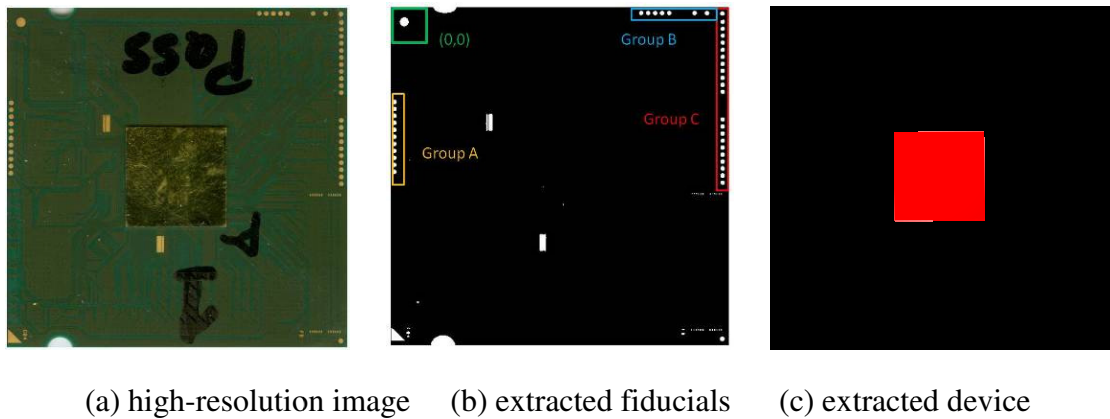 Pass
(0,0)
Group B
Group C
Group A
(a) high-resolution image (b) extracted fiducials (c) extracted device